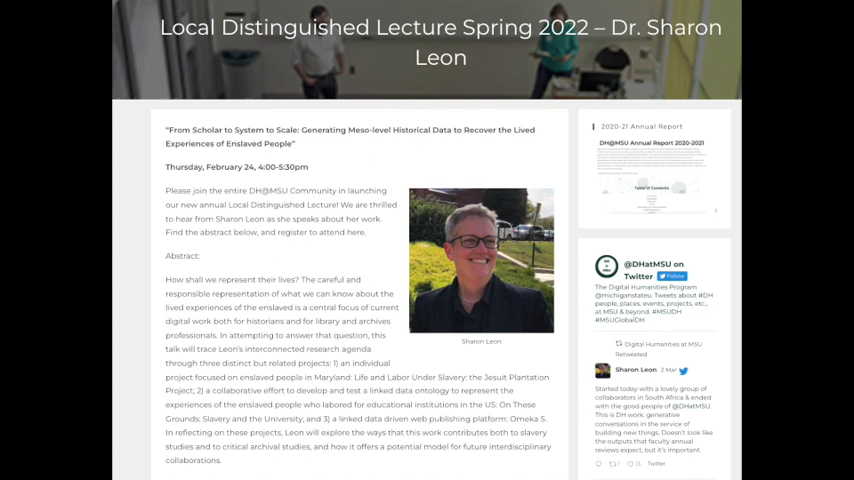 Local Distinguished Lecture Spring 2022 – Dr. Sharon
Leon
“From Scholar to System to Scale: Generating Meso-level Historical Data to Recover the Lived
Experiences of Enslaved People”
Thursday, February 24, 4:00-5:30pm
Please join the entire DH@MSU Community in launching
our new annual Local Distinguished Lecture! We are thrilled
to hear from Sharon Leon as she speaks about her work.
Find the abstract below, and register to attend here.
Abstract:
How shall we represent their lives? The careful and
responsible representation of what we can know about the
lived experiences of the enslaved is a central focus of current
digital work both for historians and for library and archives
professionals. In attempting to answer that question, this
talk will trace Leon’s interconnected research agenda
through three distinct but related projects: 1) an individual
project focused on enslaved people in Maryland: Life and Labor Under Slavery: the Jesuit Plantation
Project; 2) a collaborative effort to develop and test a linked data ontology to represent the
experiences of the enslaved people who labored for educational institutions in the US: On These
Grounds: Slavery and the University; and 3) a linked data driven web publishing platform: Omeka S.
In reflecting on these projects, Leon will explore the ways that this work contributes both to slavery
studies and to critical archival studies, and how it offers a potential model for future interdisciplinary
collaborations.
Sharon Leon
2020-21 Annual Report
DH@MSU Annual Report 2020-2021
Table of Contents
@DHatMSU on
Twitter Follow
The Digital Humanities Program
@michiganstateu. Tweets about #DH
people, places, events, projects, etc.,
at MSU & beyond. #MSUDH
#MSUGlobalDH
Digital Humanities at MSU
Retweeted
Sharon Leon 2 Mar
Started today with a lovely group of
collaborators in South Africa & ended
with the good people of @DHatMSU.
This is DH work: generative
conversations in the service of
building new things. Doesn't look like
the outputs that faculty annual
reviews expect, but it's important.
1 13 Twitter